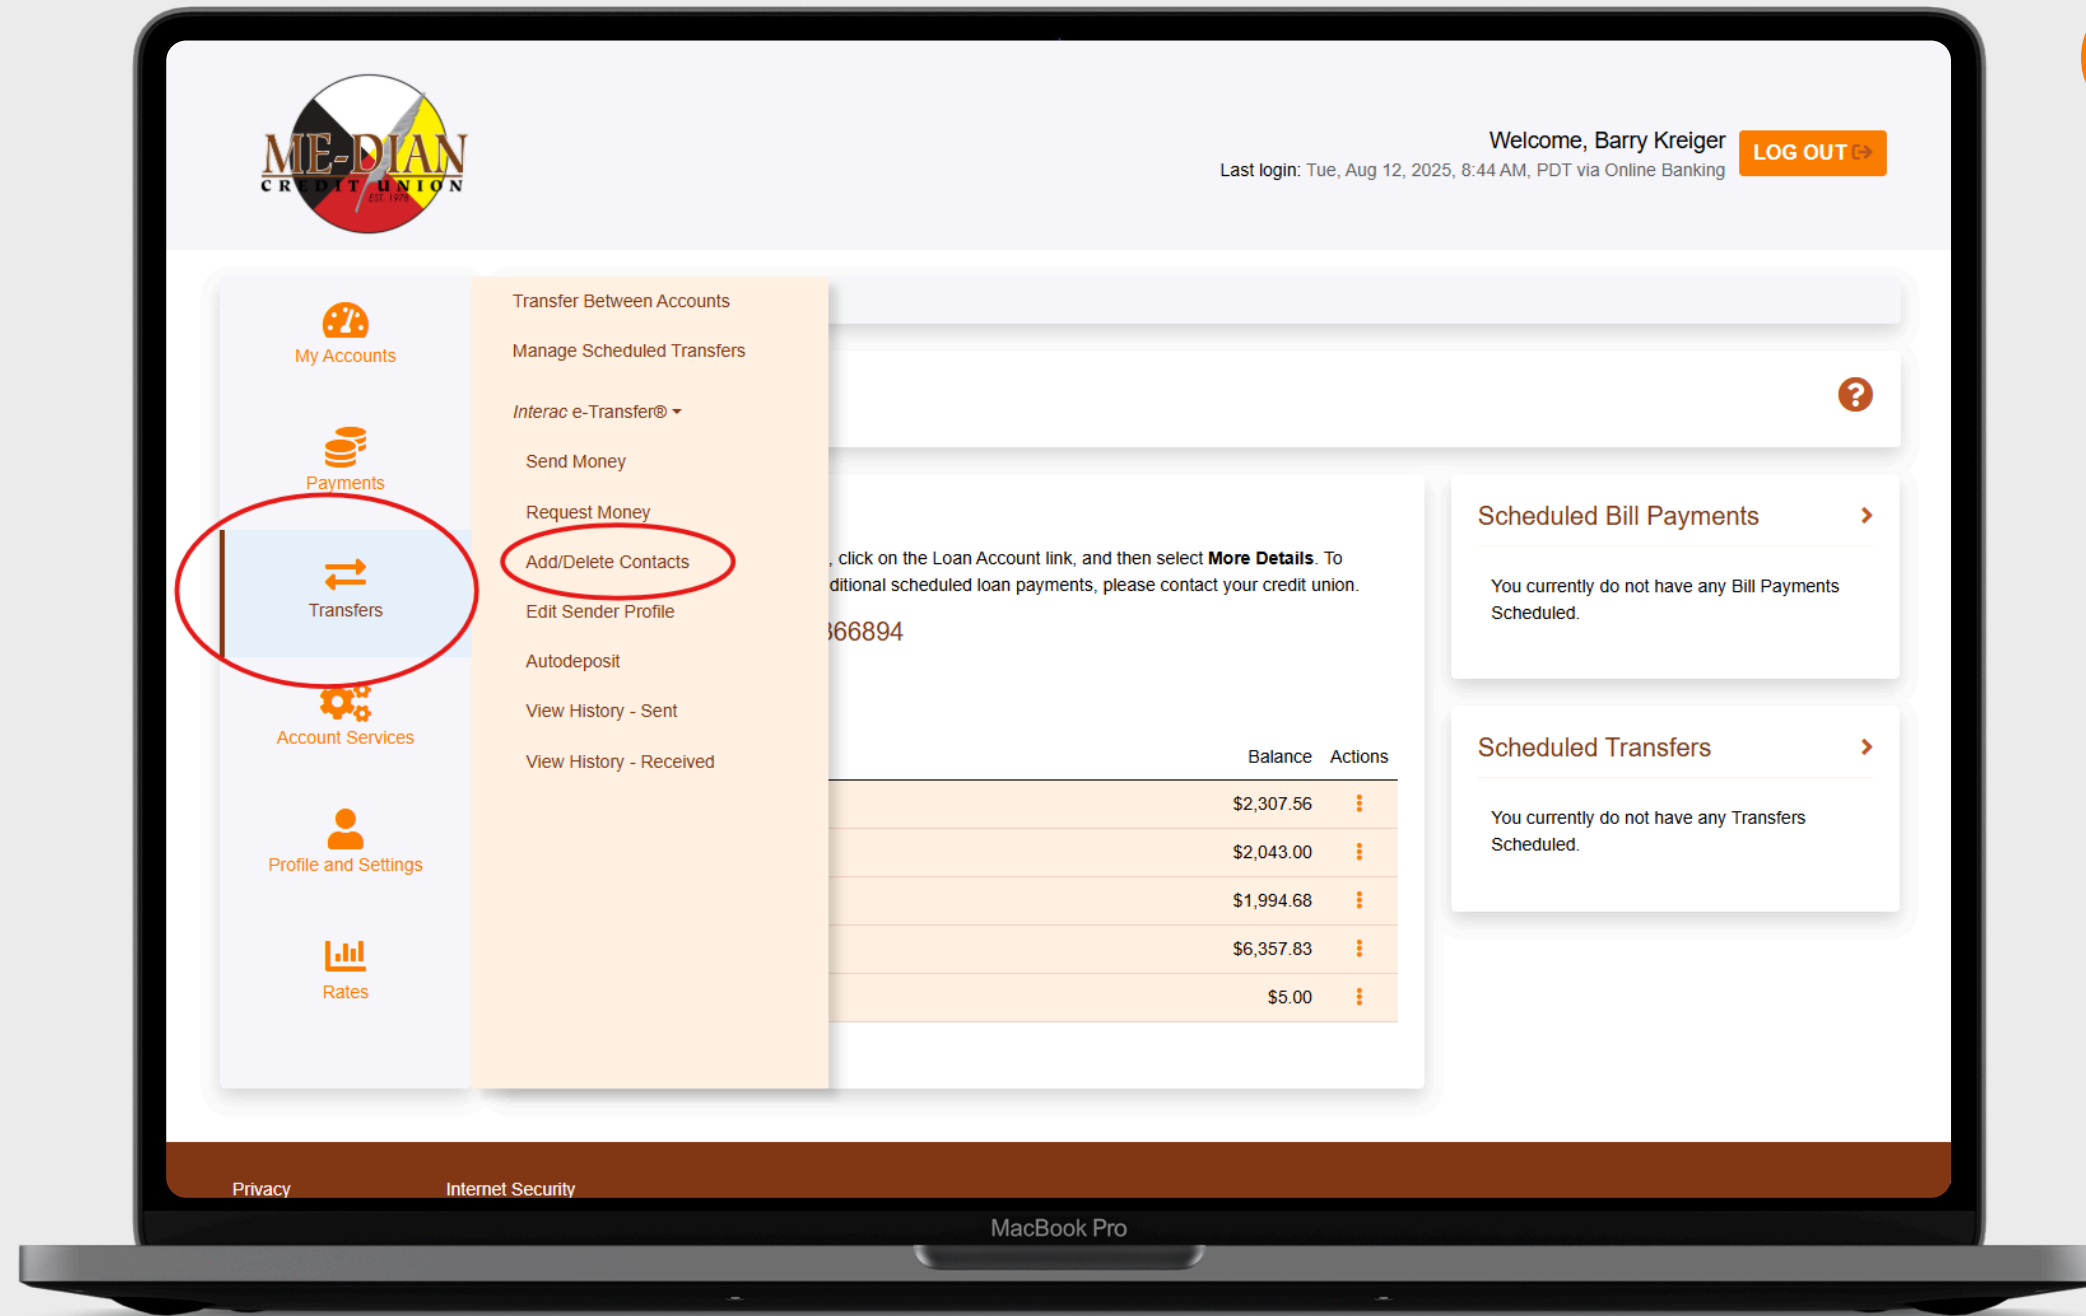 ME-DIAN
CREDIT UNION
EST. 1978
Welcome, Barry Kreiger
Last login: Tue, Aug 12, 2025, 8:44 AM, PDT via Online Banking
LOG OUT
My Accounts
Payments
Transfers
Account Services
Profile and Settings
Rates
Transfer Between Accounts
Manage Scheduled Transfers
Interac e-Transfer®
Send Money
Request Money
Add/Delete Contacts
Edit Sender Profile
Autodeposit
View History - Sent
View History - Received
, click on the Loan Account link, and then select More Details. To
ditional scheduled loan payments, please contact your credit union.
366894
Balance Actions
$2,307.56
$2,043.00
$1,994.68
$6,357.83
$5.00
Scheduled Bill Payments
You currently do not have any Bill Payments
Scheduled.
Scheduled Transfers
You currently do not have any Transfers
Scheduled.
Privacy
Internet Security
MacBook Pro